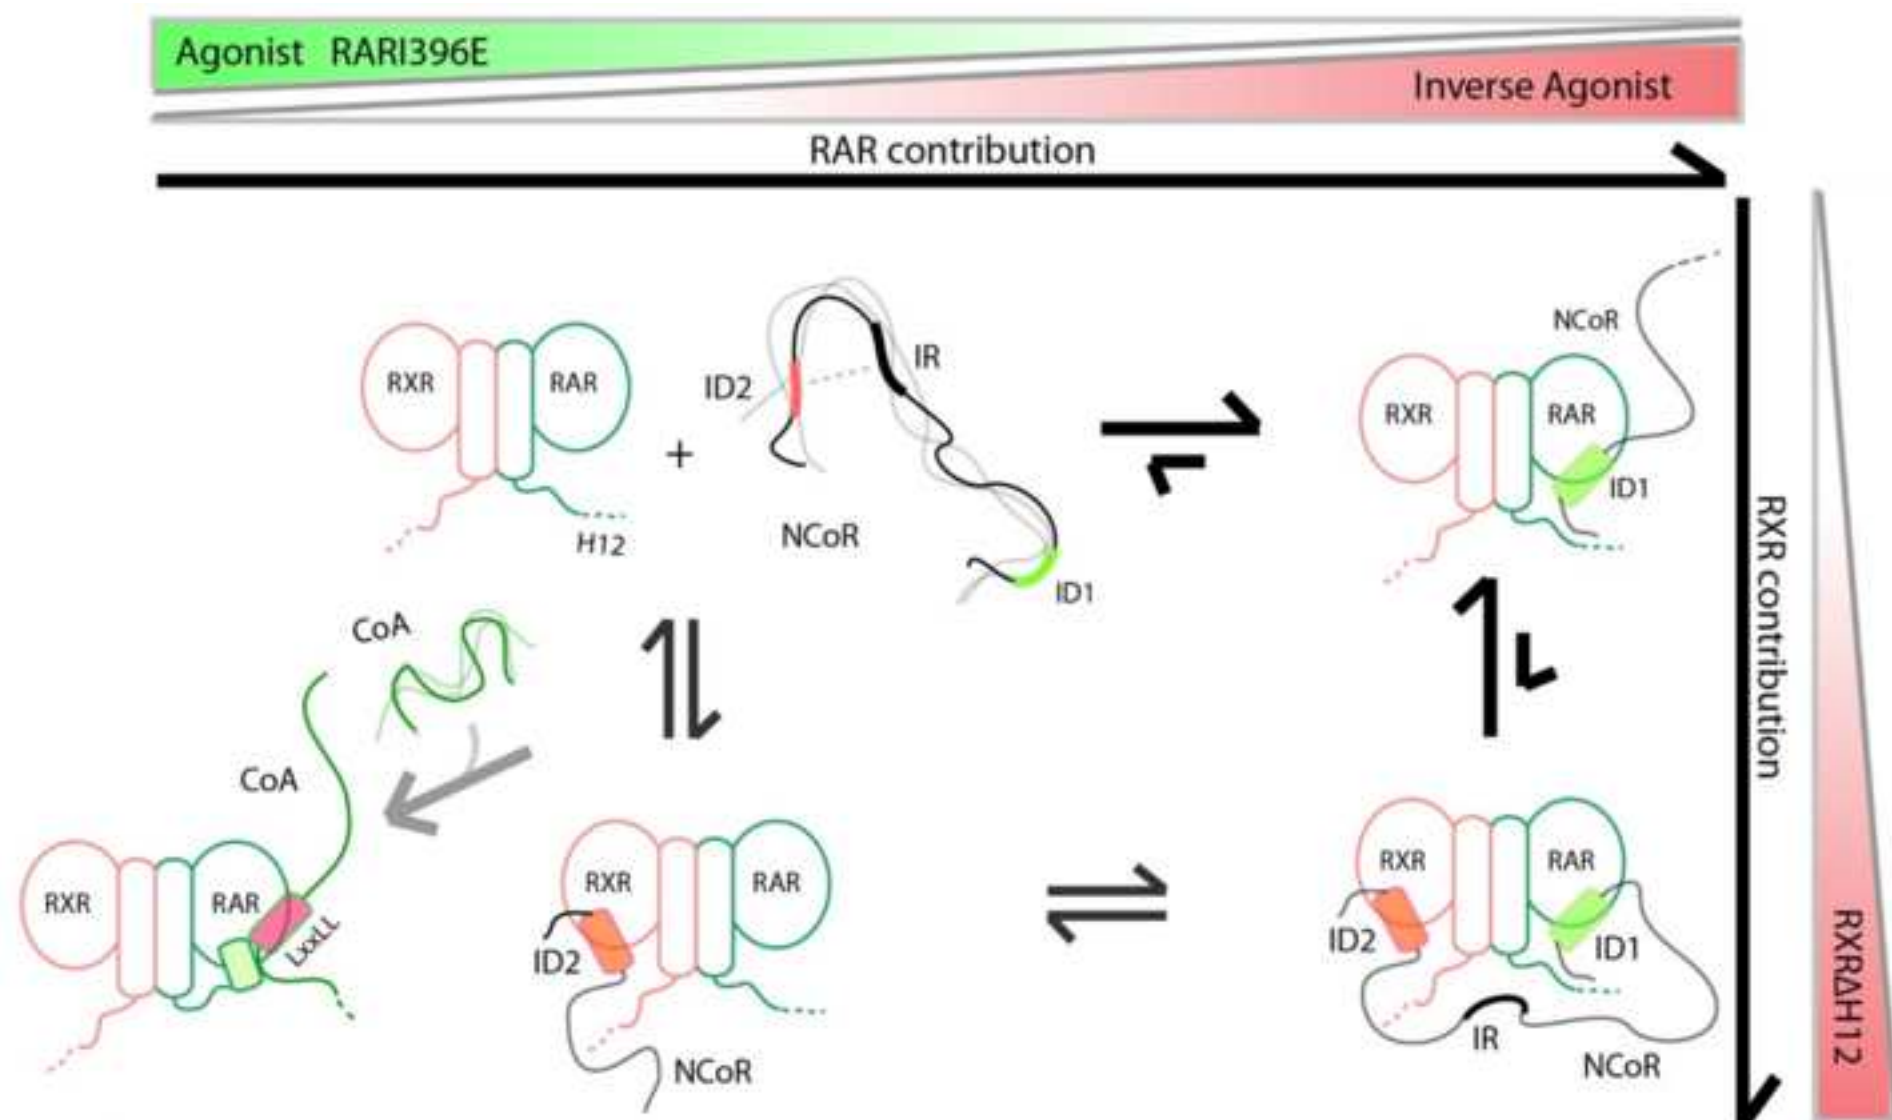 Agonist RARI396E
Inverse Agonist
RAR contribution
RXR
RAR
H12
+
ID2
IR
NCoR
ID1
NCoR
RXR
RAR
ID1
RXR contribution
RXRΔH12
CoA
CoA
RXR
RAR
LxxLL
RXR
RAR
ID2
NCoR
RXR
RAR
ID2
ID1
IR
NCoR